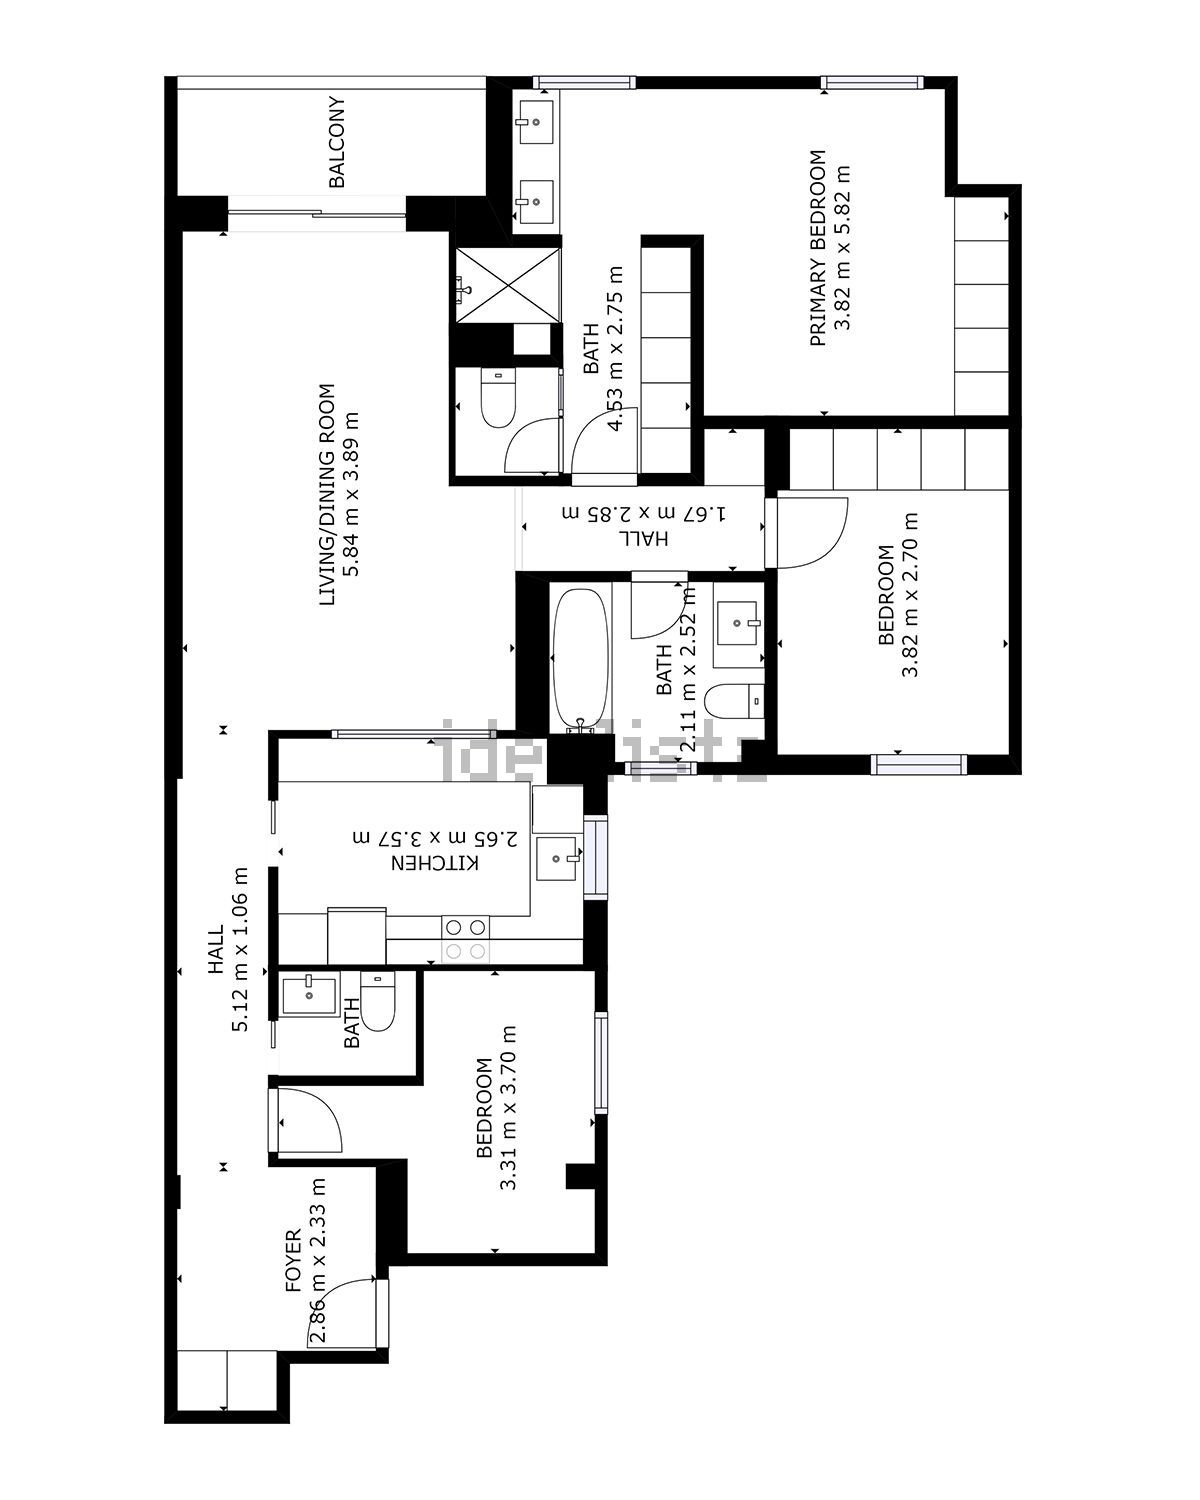 BALCONY
PRIMARY BEDROOM
3.82 m x 5.82 m
BATH
4.53 m x 2.75 m
LIVING/DINING ROOM
5.84 m x 3.89 m
HALL
1.67 m x 2.85 m
BEDROOM
3.82 m x 2.70 m
BATH
2.11 m x 2.52 m
idealista
KITCHEN
2.65 m x 3.57 m
HALL
5.12 m x 1.06 m
BATH
BEDROOM
3.31 m x 3.70 m
FOYER
2.86 m x 2.33 m